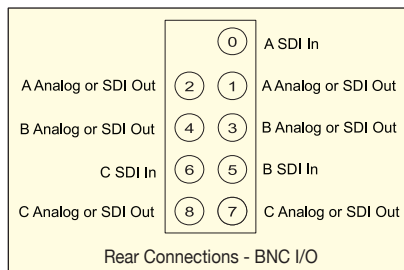 0 A SDI In
A Analog or SDI Out 2 1 A Analog or SDI Out
B Analog or SDI Out 4 3 B Analog or SDI Out
C SDI In 6 5 B SDI In
C Analog or SDI Out 8 7 C Analog or SDI Out
Rear Connections - BNC I/O